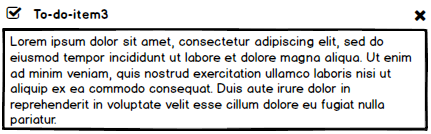 To-do-item3
Lorem ipsum dolor sit amet, consectetur adipiscing elit, sed do
eiusmod tempor incididunt ut labore et dolore magna aliqua. Ut enim
ad minim veniam, quis nostrud exercitation ullamco laboris nisi ut
aliquip ex ea commodo consequat. Duis aute irure dolor in
reprehenderit in voluptate velit esse cillum dolore eu fugiat nulla
pariatur.